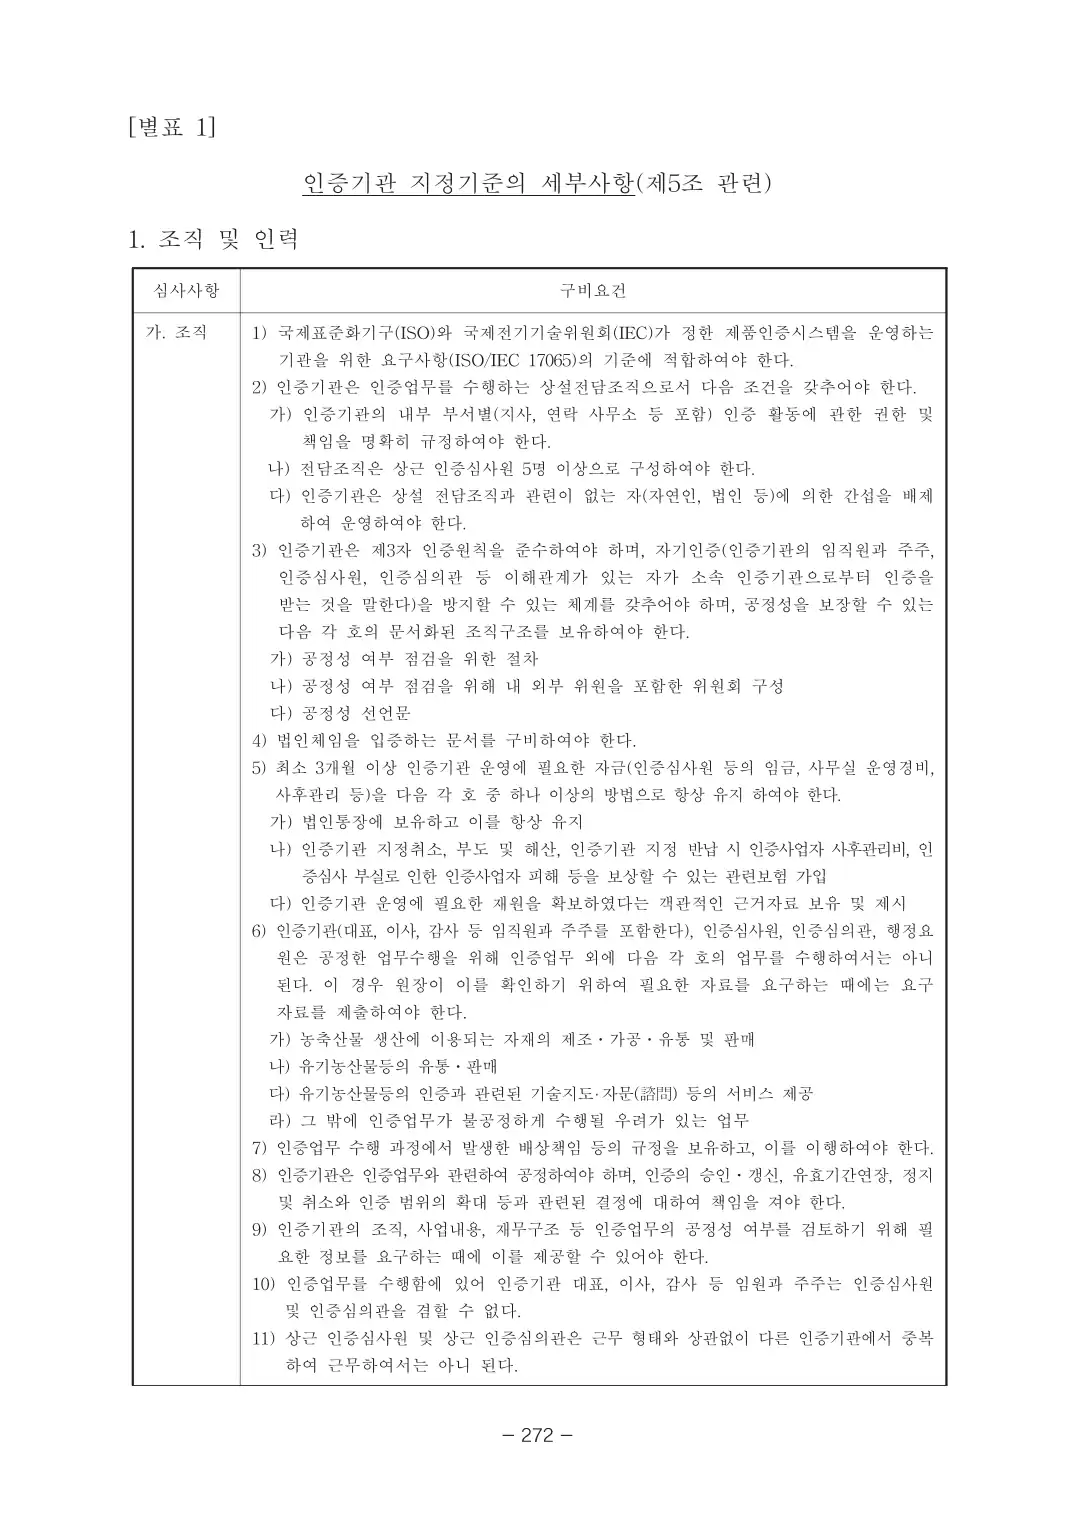 [별표 1]
인증기관 지정기준의 세부사항(제5조 관련)
1. 조직 및 인력
심사사항 구비요건
가. 조직 1) 국제표준화기구(ISO)와 국제전기기술위원회(IEC)가 정한 제품인증시스템을 운영하는
기관을 위한 요구사항(ISO/IEC 17065)의 기준에 적합하여야 한다.
2) 인증기관은 인증업무를 수행하는 상설전담조직으로서 다음 조건을 갖추어야 한다.
가) 인증기관의 내부 부서별(지사, 연락 사무소 등 포함) 인증 활동에 관한 권한 및
책임을 명확히 규정하여야 한다.
나) 전담조직은 상근 인증심사원 5명 이상으로 구성하여야 한다.
다) 인증기관은 상설 전담조직과 관련이 없는 자(자연인, 법인 등)에 의한 간섭을 배제
하여 운영하여야 한다.
3) 인증기관은 제3자 인증원칙을 준수하여야 하며, 자기인증(인증기관의 임직원과 주주,
인증심사원, 인증심의관 등 이해관계가 있는 자가 소속 인증기관으로부터 인증을
받는 것을 말한다)을 방지할 수 있는 체계를 갖추어야 하며, 공정성을 보장할 수 있는
다음 각 호의 문서화된 조직구조를 보유하여야 한다.
가) 공정성 여부 점검을 위한 절차
나) 공정성 여부 점검을 위해 내 외부 위원을 포함한 위원회 구성
다) 공정성 선언문
4) 법인체임을 입증하는 문서를 구비하여야 한다.
5) 최소 3개월 이상 인증기관 운영에 필요한 자금(인증심사원 등의 임금, 사무실 운영경비,
사후관리 등)을 다음 각 호 중 하나 이상의 방법으로 항상 유지 하여야 한다.
가) 법인통장에 보유하고 이를 항상 유지
나) 인증기관 지정취소, 부도 및 해산, 인증기관 지정 반납 시 인증사업자 사후관리비, 인
증심사 부실로 인한 인증사업자 피해 등을 보상할 수 있는 관련보험 가입
다) 인증기관 운영에 필요한 재원을 확보하였다는 객관적인 근거자료 보유 및 제시
6) 인증기관(대표, 이사, 감사 등 임직원과 주주를 포함한다), 인증심사원, 인증심의관, 행정요
원은 공정한 업무수행을 위해 인증업무 외에 다음 각 호의 업무를 수행하여서는 아니
된다. 이 경우 원장이 이를 확인하기 위하여 필요한 자료를 요구하는 때에는 요구
자료를 제출하여야 한다.
가) 농축산물 생산에 이용되는 자재의 제조・가공・유통 및 판매
나) 유기농산물등의 유통・판매
다) 유기농산물등의 인증과 관련된 기술지도·자문(諮問) 등의 서비스 제공
라) 그 밖에 인증업무가 불공정하게 수행될 우려가 있는 업무
7) 인증업무 수행 과정에서 발생한 배상책임 등의 규정을 보유하고, 이를 이행하여야 한다.
8) 인증기관은 인증업무와 관련하여 공정하여야 하며, 인증의 승인・갱신, 유효기간연장, 정지
및 취소와 인증 범위의 확대 등과 관련된 결정에 대하여 책임을 져야 한다.
9) 인증기관의 조직, 사업내용, 재무구조 등 인증업무의 공정성 여부를 검토하기 위해 필
요한 정보를 요구하는 때에 이를 제공할 수 있어야 한다.
10) 인증업무를 수행함에 있어 인증기관 대표, 이사, 감사 등 임원과 주주는 인증심사원
및 인증심의관을 겸할 수 없다.
11) 상근 인증심사원 및 상근 인증심의관은 근무 형태와 상관없이 다른 인증기관에서 중복
하여 근무하여서는 아니 된다.
- 272 -